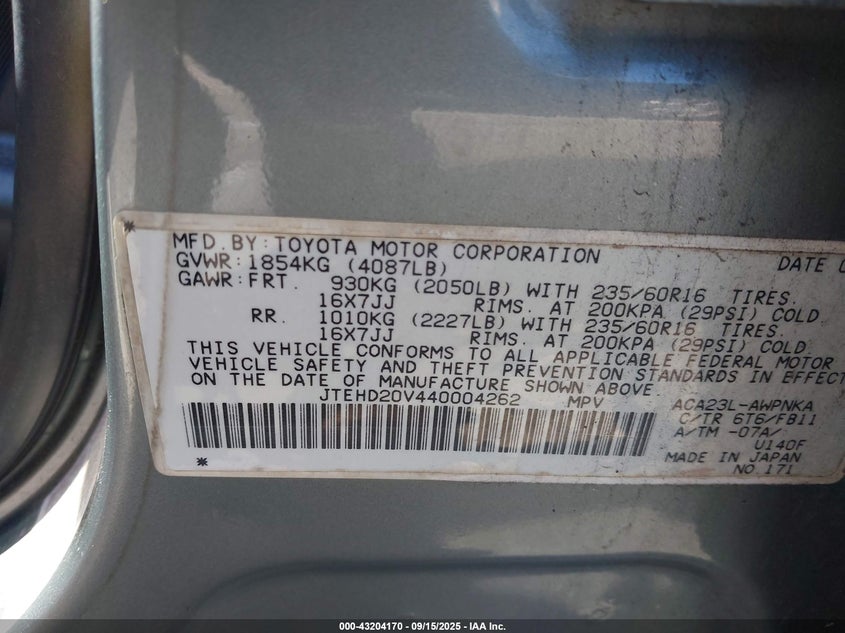 MFD.BY:TOYOTA MOTOR CORPORATION DATE
GVWR:1854KG (4087LB)
GAWR:FRT. 930KG (2050LB) WITH 235/60R16 TIRES.
16X7JJ RIMS. AT 200KPA (29PSI) COLD.
RR. 1010KG (2227LB) WITH 235/60R16 TIRES.
16X7JJ RIMS. AT 200KPA (29PSI) COLD.
THIS VEHICLE CONFORMS TO ALL APPLICABLE FEDERAL MOTOR
VEHICLE SAFETY AND THEFT PREVENTION STANDARDS IN EFFECT
ON THE DATE OF MANUFACTURE SHOWN ABOVE.
JTEHD20V440004262 MPV ACA23L-AWPNKA
C/TR 6T6/FB11
A/TM -07A/
U140F
MADE IN JAPAN
NO.171
000-43204170 - 09/15/2025 - IAA Inc.